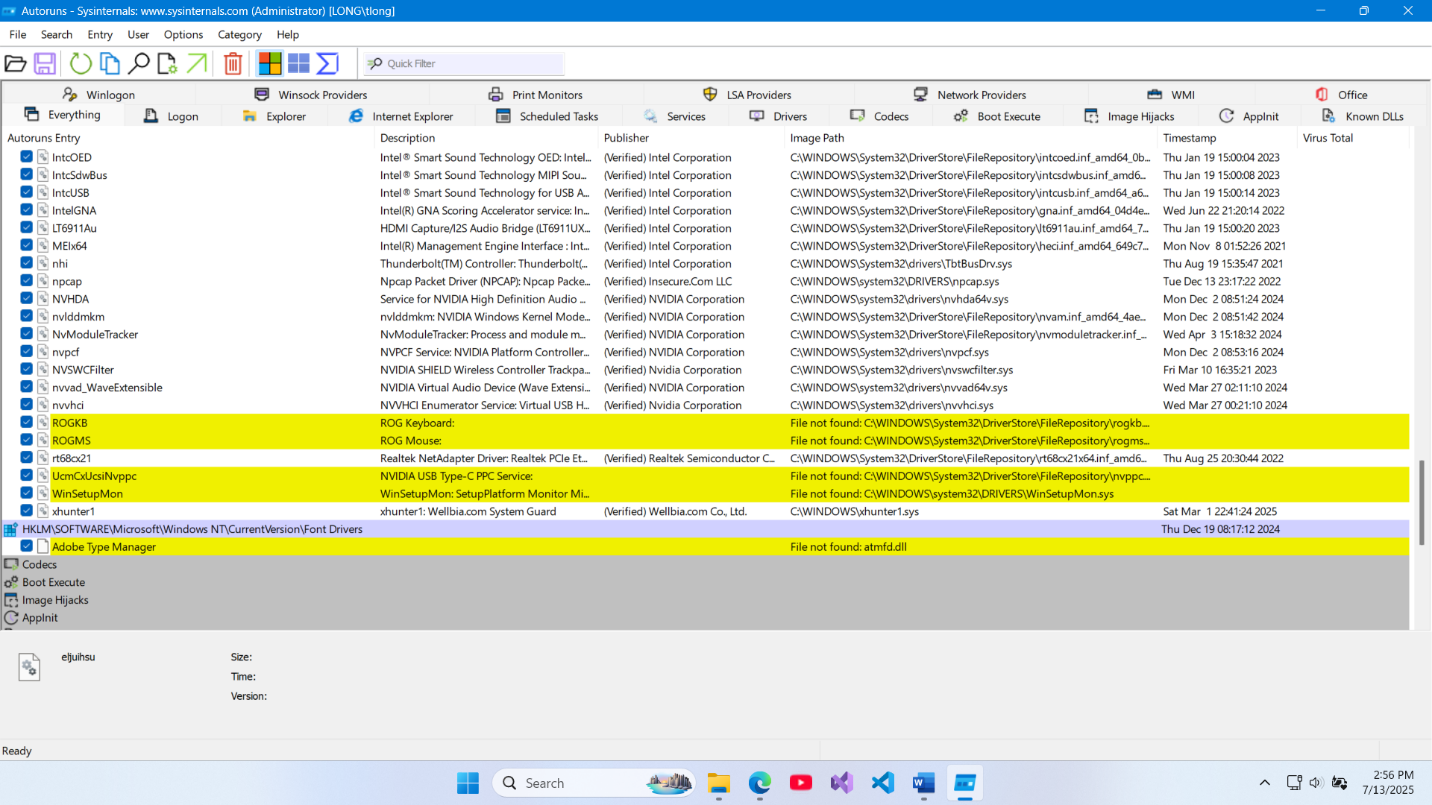 Autoruns - Sysinternals: www.sysinternals.com (Administrator) [LONG\tlong]
File Search Entry User Options Category Help
Quick Filter
Winlogon Winsock Providers Print Monitors LSA Providers Network Providers WMI Office
Everything Logon Explorer Internet Explorer Scheduled Tasks Services Drivers Codecs Boot Execute Image Hijacks AppInit Known DLLs
Autoruns Entry Description Publisher Image Path Timestamp Virus Total
IntcOED Intel® Smart Sound Technology OED: Intel... (Verified) Intel Corporation C:\WINDOWS\System32\DriverStore\FileRepository\intcoed.inf_amd64_0b... Thu Jan 19 15:00:04 2023
IntcSdwBus Intel® Smart Sound Technology MIPI Sou... (Verified) Intel Corporation C:\WINDOWS\System32\DriverStore\FileRepository\intcsdwbus.inf_amd6... Thu Jan 19 15:00:08 2023
IntcUSB Intel® Smart Sound Technology for USB A... (Verified) Intel Corporation C:\WINDOWS\System32\DriverStore\FileRepository\intcusb.inf_amd64_a6... Thu Jan 19 15:00:14 2023
IntelGNA Intel(R) GNA Scoring Accelerator service: In... (Verified) Intel Corporation C:\WINDOWS\System32\DriverStore\FileRepository\gna.inf_amd64_04d4e... Wed Jun 22 21:20:14 2022
LT6911Au HDMI Capture/I2S Audio Bridge (LT6911UX... (Verified) Intel Corporation C:\WINDOWS\System32\DriverStore\FileRepository\lt6911au.inf_amd64_7... Thu Jan 19 15:00:20 2023
MEIx64 Intel(R) Management Engine Interface : Int... (Verified) Intel Corporation C:\WINDOWS\System32\DriverStore\FileRepository\heci.inf_amd64_649c7... Mon Nov 8 01:52:26 2021
nhi Thunderbolt(TM) Controller: Thunderbolt(... (Verified) Intel Corporation C:\WINDOWS\System32\drivers\TbtBusDrv.sys Thu Aug 19 15:35:47 2021
npcap Npcap Packet Driver (NPCAP): Npcap Packe... (Verified) Insecure.Com LLC C:\WINDOWS\system32\DRIVERS\npcap.sys Tue Dec 13 23:17:22 2022
NVHDA Service for NVIDIA High Definition Audio ... (Verified) NVIDIA Corporation C:\WINDOWS\system32\drivers\nvhda64v.sys Mon Dec 2 08:51:24 2024
nvlddmkm nvlddmkm: NVIDIA Windows Kernel Mode... (Verified) NVIDIA Corporation C:\WINDOWS\System32\DriverStore\FileRepository\nvam.inf_amd64_4ae... Mon Dec 2 08:51:42 2024
NvModuleTracker NvModuleTracker: Process and module m... (Verified) NVIDIA Corporation C:\WINDOWS\System32\DriverStore\FileRepository\nvmoduletracker.inf_... Wed Apr 3 15:18:32 2024
nvpcf NVPCF Service: NVIDIA Platform Controller... (Verified) NVIDIA Corporation C:\WINDOWS\System32\drivers\nvpcf.sys Mon Dec 2 08:53:16 2024
NVSWCFilter NVIDIA SHIELD Wireless Controller Trackpa... (Verified) Nvidia Corporation C:\WINDOWS\System32\drivers\nvswcfilter.sys Fri Mar 10 16:35:21 2023
nvvad_WaveExtensible NVIDIA Virtual Audio Device (Wave Extensi... (Verified) NVIDIA Corporation C:\WINDOWS\system32\drivers\nvvad64v.sys Wed Mar 27 02:11:10 2024
nvvhci NVVHCI Enumerator Service: Virtual USB H... (Verified) Nvidia Corporation C:\WINDOWS\System32\drivers\nvvhci.sys Wed Mar 27 00:21:10 2024
ROGKB ROG Keyboard: File not found: C:\WINDOWS\System32\DriverStore\FileRepository\rogkb....
ROGMS ROG Mouse: File not found: C:\WINDOWS\System32\DriverStore\FileRepository\rogms....
rt68cx21 Realtek NetAdapter Driver: Realtek PCIe Et... (Verified) Realtek Semiconductor C... C:\WINDOWS\System32\DriverStore\FileRepository\rt68cx21x64.inf_amd6... Thu Aug 25 20:30:44 2022
UcmCxUcsiNvppc NVIDIA USB Type-C PPC Service: File not found: C:\WINDOWS\System32\DriverStore\FileRepository\nvppc....
WinSetupMon WinSetupMon: SetupPlatform Monitor Mi... File not found: C:\WINDOWS\system32\DRIVERS\WinSetupMon.sys
xhunter1 xhunter1: Wellbia.com System Guard (Verified) Wellbia.com Co., Ltd. C:\WINDOWS\xhunter1.sys Sat Mar 1 22:41:24 2025
HKLM\SOFTWARE\Microsoft\Windows NT\CurrentVersion\Font Drivers Thu Dec 19 08:17:12 2024
Adobe Type Manager File not found: atmfd.dll
Codecs
Boot Execute
Image Hijacks
AppInit
eljuihsu Size:
Time:
Version:
Ready
Search
2:56 PM
7/13/2025